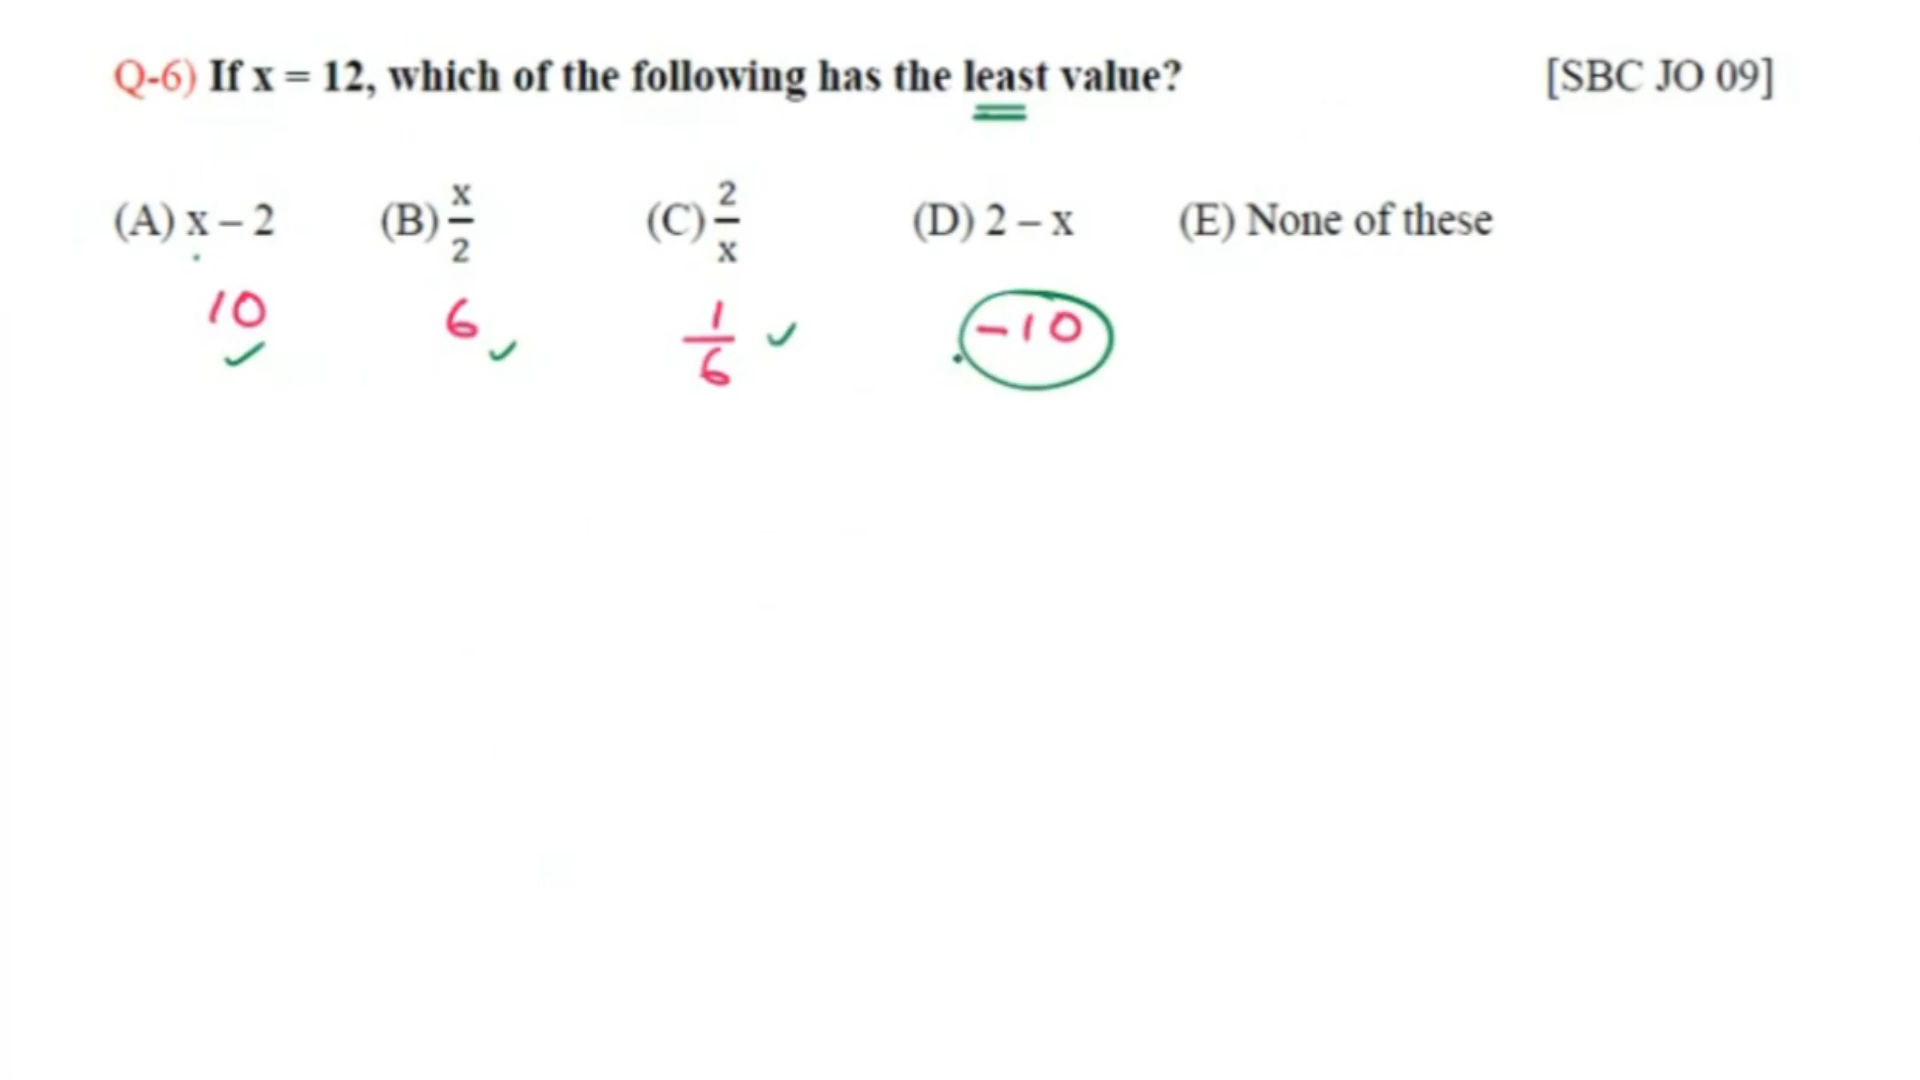 Q-6) If x = 12, which of the following has the least value? [SBC JO 09]
(A) x – 2 (B) x/2 (C) 2/x (D) 2 – x (E) None of these
10 6 1/6 -10